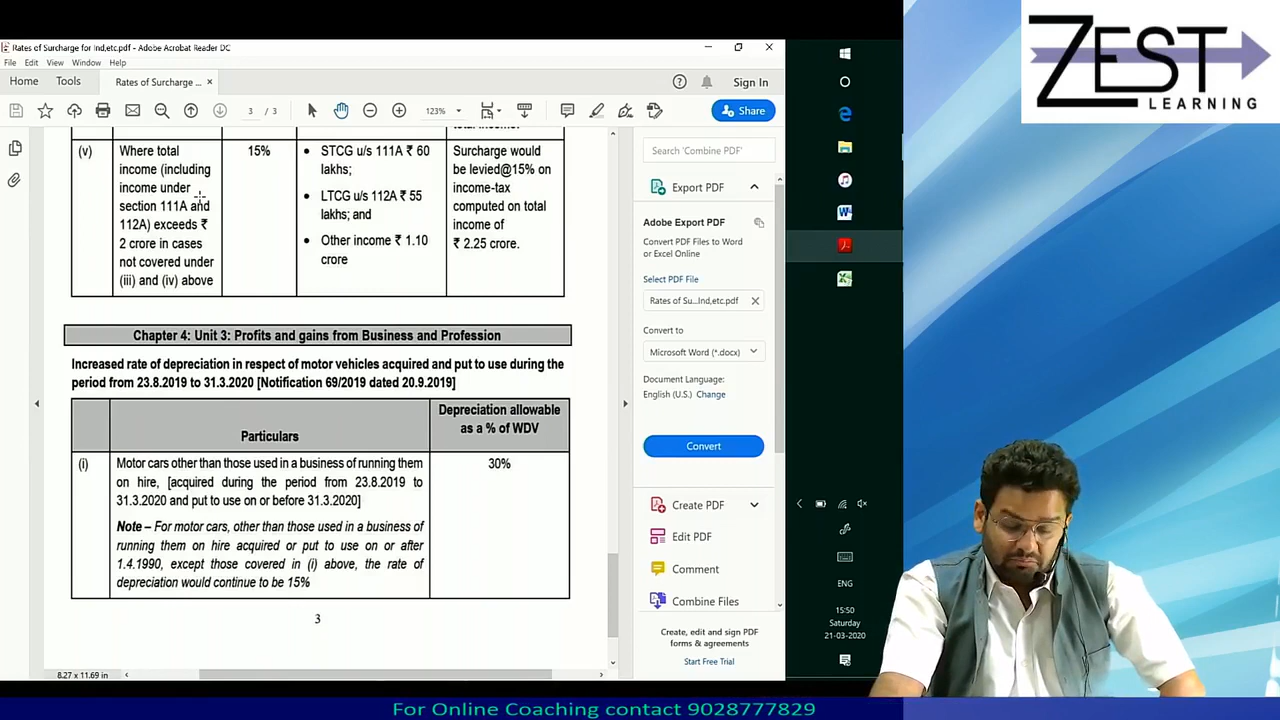 Rates of Surcharge for Ind,etc.pdf - Adobe Acrobat Reader DC
File Edit View Window Help
Home Tools Rates of Surcharge ... × Sign In
3 / 3 123% Share
total income.
(v) Where total income (including income under section 111A and 112A) exceeds ₹ 2 crore in cases not covered under (iii) and (iv) above
15%
• STCG u/s 111A ₹ 60 lakhs;
• LTCG u/s 112A ₹ 55 lakhs; and
• Other income ₹ 1.10 crore
Surcharge would be levied@15% on income-tax computed on total income of ₹ 2.25 crore.
Chapter 4: Unit 3: Profits and gains from Business and Profession
Increased rate of depreciation in respect of motor vehicles acquired and put to use during the
period from 23.8.2019 to 31.3.2020 [Notification 69/2019 dated 20.9.2019]
Particulars
Depreciation allowable
as a % of WDV
(i) Motor cars other than those used in a business of running them
on hire, [acquired during the period from 23.8.2019 to
31.3.2020 and put to use on or before 31.3.2020]
30%
Note – For motor cars, other than those used in a business of
running them on hire acquired or put to use on or after
1.4.1990, except those covered in (i) above, the rate of
depreciation would continue to be 15%
3
8.27 x 11.69 in
Search 'Combine PDF'
Export PDF
Adobe Export PDF
Convert PDF Files to Word
or Excel Online
Select PDF File
Rates of Su...Ind,etc.pdf
Convert to
Microsoft Word (*.docx)
Document Language:
English (U.S.) Change
Convert
Create PDF
Edit PDF
Comment
Combine Files
Create, edit and sign PDF
forms & agreements
Start Free Trial
ENG
15:50
Saturday
21-03-2020
ZEST
LEARNING
For Online Coaching contact 9028777829